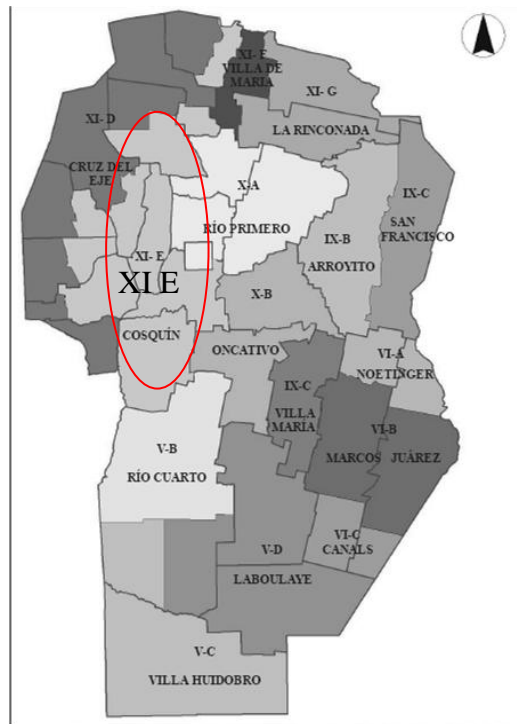 XI- F
VILLA DE
MARIA
XI- G
XI- D
LA RINCONADA
CRUZ DEL
EJE
X-A
IX-C
RÍO PRIMERO
SAN
FRANCISCO
IX-B
ARROYITO
XI- E
XI E
X-B
COSQUÍN
ONCATIVO
VI-A
NOETINGER
IX-C
VILLA
MARÍA
VI-B
MARCOS JUÁREZ
V-B
RÍO CUARTO
VI-C
CANALS
V-D
LABOULAYE
V-C
VILLA HUIDOBRO